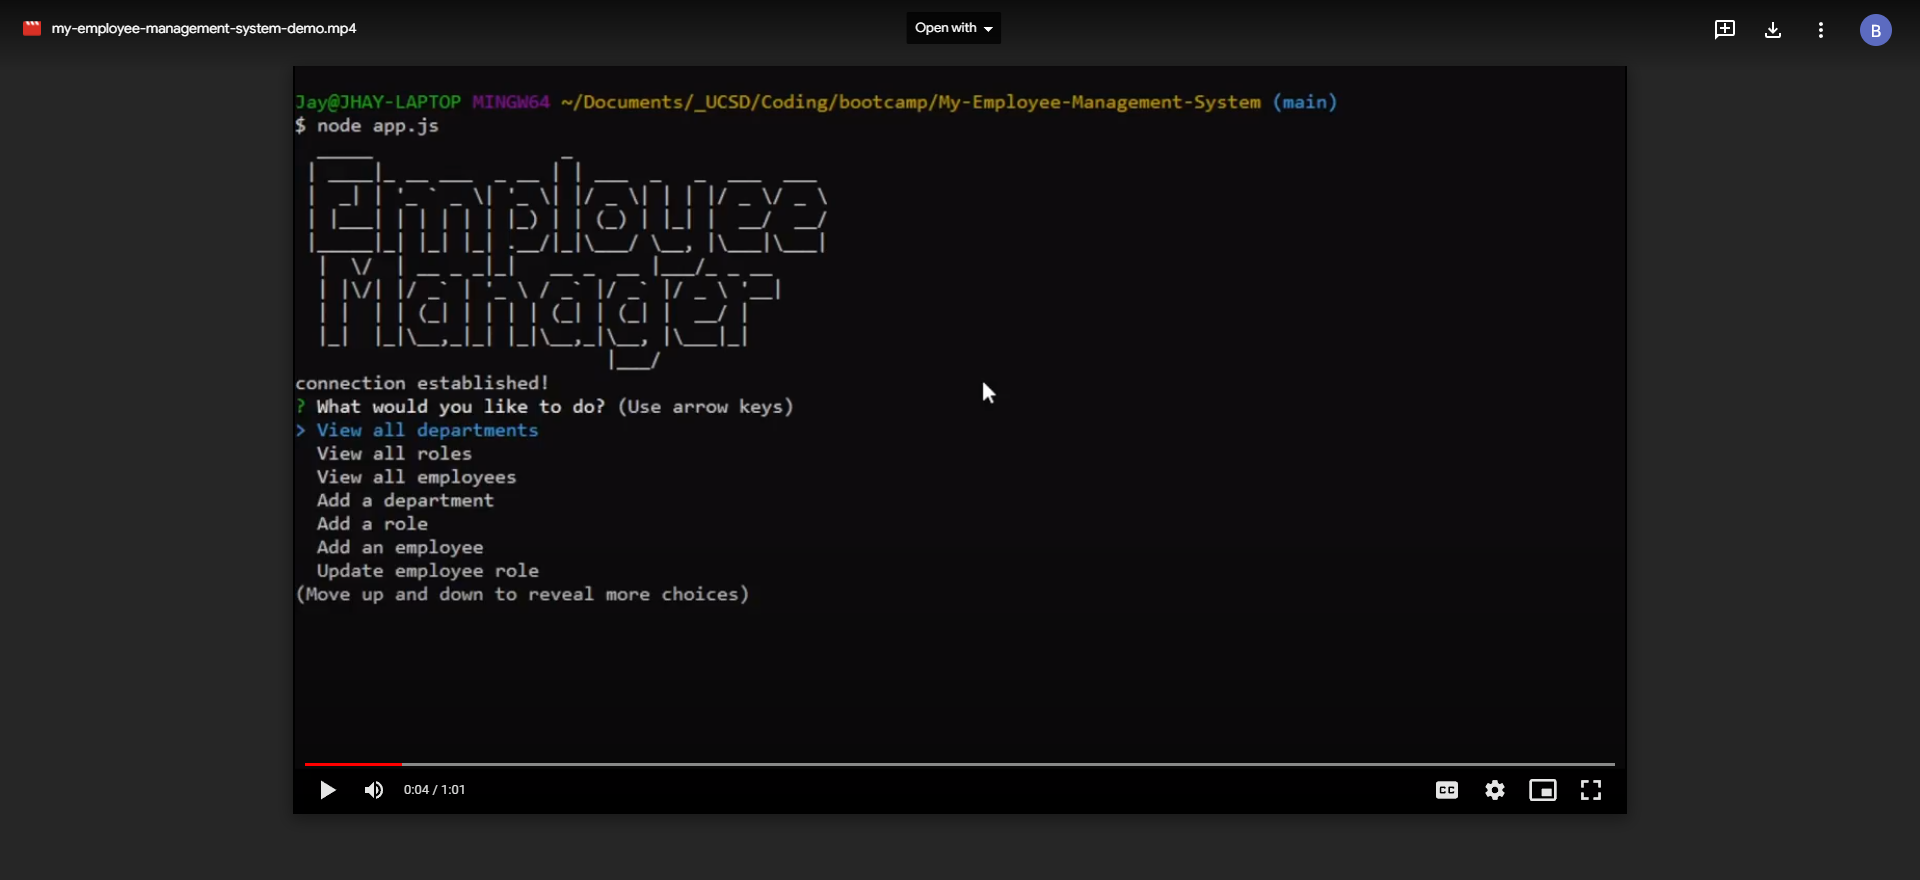 my-employee-management-system-demo.mp4
Open with
B
Jay@JHAY-LAPTOP MINGW64 ~/Documents/_UCSD/Coding/bootcamp/My-Employee-Management-System (main)
$ node app.js
Employee
Manager
connection established!
? What would you like to do? (Use arrow keys)
> View all departments
View all roles
View all employees
Add a department
Add a role
Add an employee
Update employee role
(Move up and down to reveal more choices)
0:04 / 1:01
CC